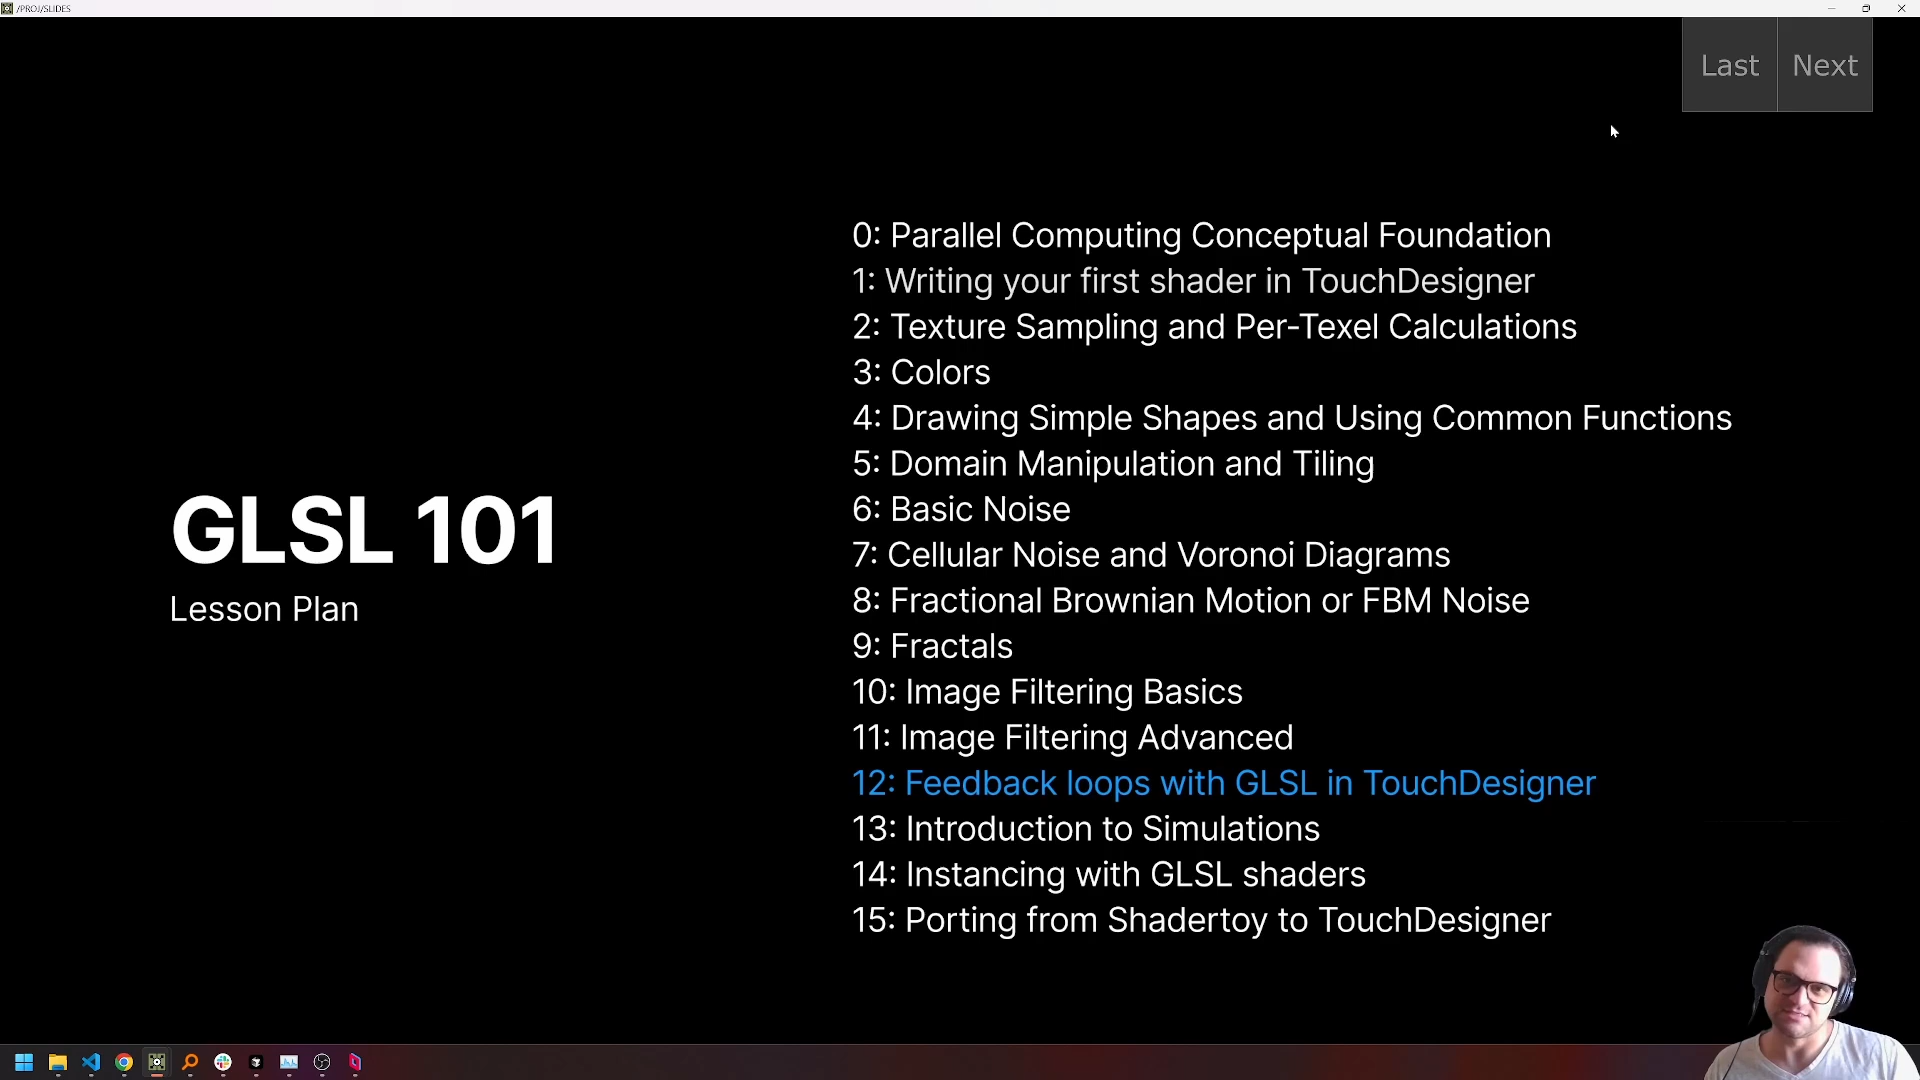 /PROJ/SLIDES
Last Next
0: Parallel Computing Conceptual Foundation
1: Writing your first shader in TouchDesigner
2: Texture Sampling and Per-Texel Calculations
3: Colors
4: Drawing Simple Shapes and Using Common Functions
5: Domain Manipulation and Tiling
6: Basic Noise
7: Cellular Noise and Voronoi Diagrams
8: Fractional Brownian Motion or FBM Noise
9: Fractals
10: Image Filtering Basics
11: Image Filtering Advanced
12: Feedback loops with GLSL in TouchDesigner
13: Introduction to Simulations
14: Instancing with GLSL shaders
15: Porting from Shadertoy to TouchDesigner
GLSL 101
Lesson Plan